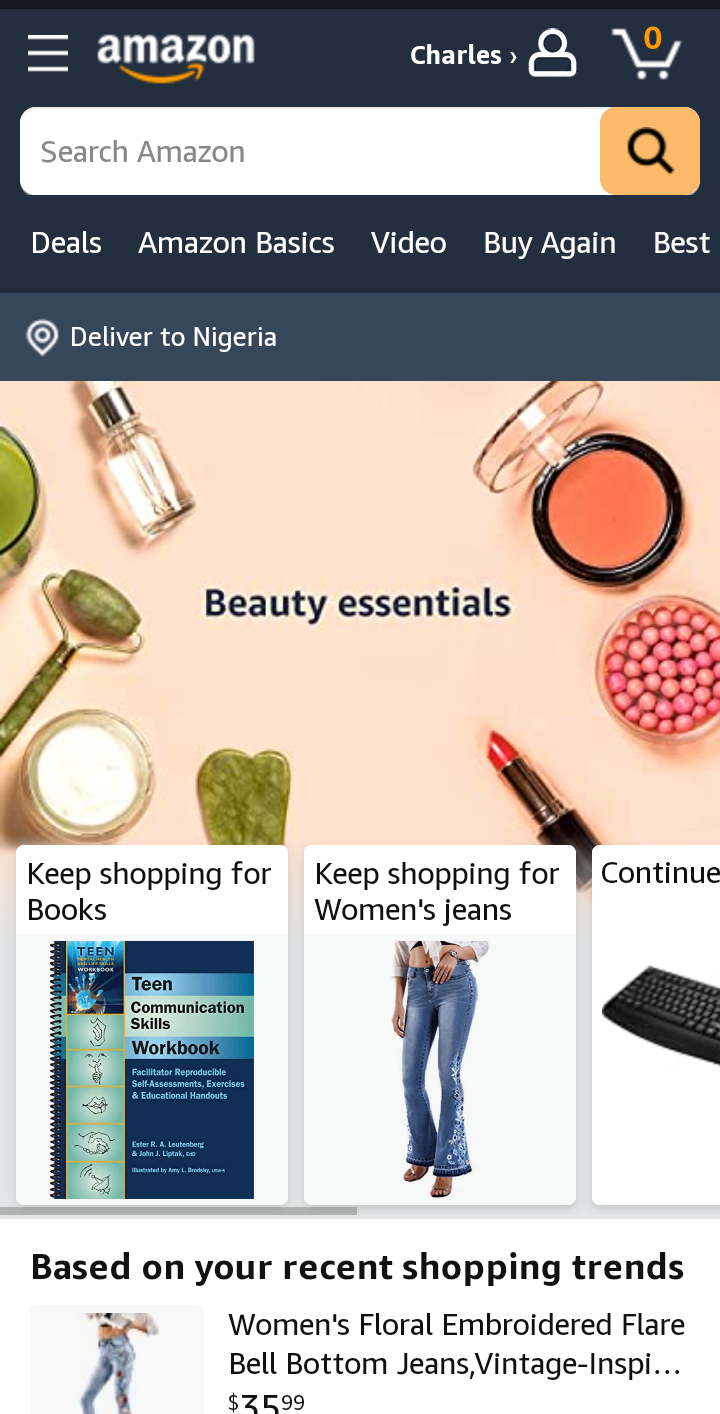 amazon
Charles ›
0
Search Amazon
Deals Amazon Basics Video Buy Again Best
Deliver to Nigeria
Beauty essentials
Keep shopping for
Books
Keep shopping for
Women's jeans
Continue
TEEN
MENTAL HEALTH
AND LIFE SKILLS
WORKBOOK
Teen
Communication
Skills
Workbook
Facilitator Reproducible
Self-Assessments, Exercises
& Educational Handouts
Ester R. A. Leutenberg
& John J. Liptak, EdD
Illustrated by Amy L. Brodsky, LISW-S
Based on your recent shopping trends
Women's Floral Embroidered Flare
Bell Bottom Jeans,Vintage-Inspi...
$35 99